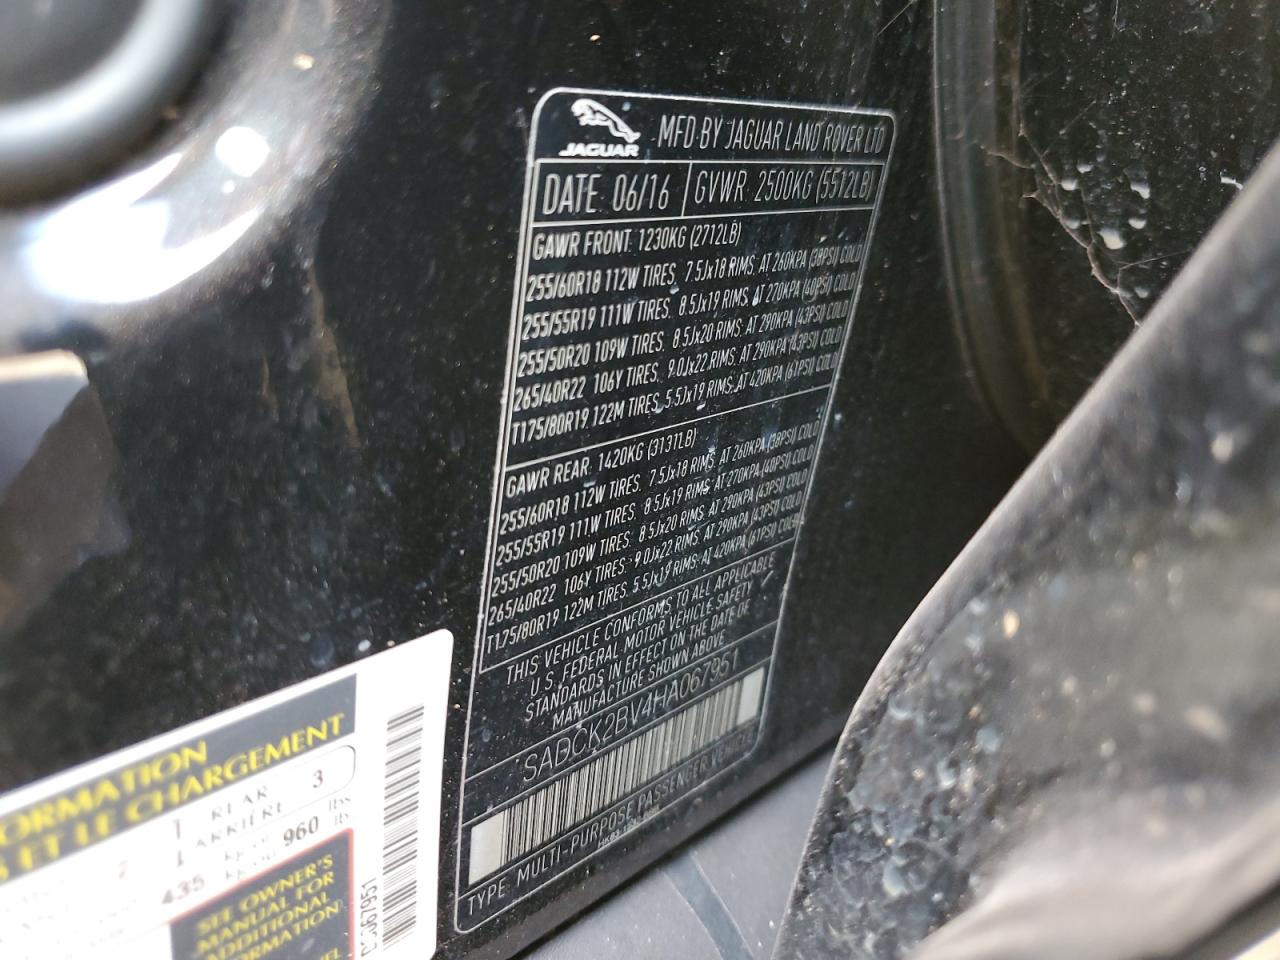 JAGUAR MFD BY JAGUAR LAND ROVER LTD
DATE: 06/16 GVWR: 2500KG (5512LB)
GAWR FRONT: 1230KG (2712LB)
255/60R18 112W TIRES, 7.5Jx18 RIMS, AT 260KPA (38PSI) COLD
255/55R19 111W TIRES, 8.5Jx19 RIMS, AT 270KPA (40PSI) COLD
255/50R20 109W TIRES, 8.5Jx20 RIMS, AT 290KPA (43PSI) COLD
265/40R22 106Y TIRES, 9.0Jx22 RIMS, AT 290KPA (43PSI) COLD
T175/80R19 122M TIRES, 5.5Jx19 RIMS, AT 420KPA (61PSI) COLD
GAWR REAR: 1420KG (3131LB)
255/60R18 112W TIRES, 7.5Jx18 RIMS, AT 260KPA (38PSI) COLD
255/55R19 111W TIRES, 8.5Jx19 RIMS, AT 270KPA (40PSI) COLD
255/50R20 109W TIRES, 8.5Jx20 RIMS, AT 290KPA (43PSI) COLD
265/40R22 106Y TIRES, 9.0Jx22 RIMS, AT 290KPA (43PSI) COLD
T175/80R19 122M TIRES, 5.5Jx19 RIMS, AT 420KPA (61PSI) COLD
THIS VEHICLE CONFORMS TO ALL APPLICABLE
U.S. FEDERAL MOTOR VEHICLE SAFETY
STANDARDS IN EFFECT ON THE DATE OF
MANUFACTURE SHOWN ABOVE.
SADCK2BV4HA067951
TYPE: MULTI-PURPOSE PASSENGER VEHICLE
ORMATION
ET LE CHARGEMENT
REAR 3
ARRIÈRE
435 960 lbs
lb
SEE OWNER'S
MANUAL FOR
ADDITIONAL
ORMATION
067951